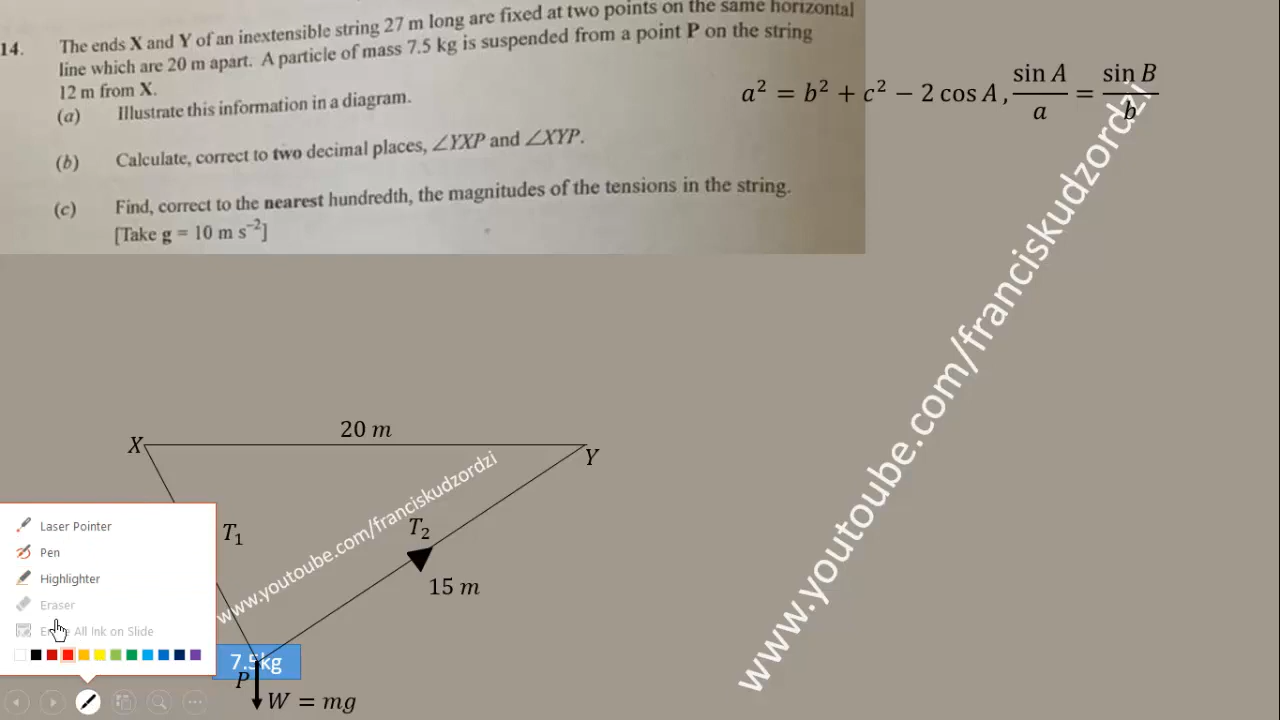 14. The ends X and Y of an inextensible string 27 m long are fixed at two points on the same horizontal
line which are 20 m apart. A particle of mass 7.5 kg is suspended from a point P on the string
12 m from X.
(a) Illustrate this information in a diagram.
(b) Calculate, correct to two decimal places, ∠YXP and ∠XYP.
(c) Find, correct to the nearest hundredth, the magnitudes of the tensions in the string.
[Take g = 10 m s⁻²]
a² = b² + c² − 2 cos A , sin A / a = sin B / b
www.youtoube.com/franciskudzordzi
20 m
X
Y
www.youtoube.com/franciskudzordzi
T₁
T₂
15 m
7.5kg
P
W = mg
Laser Pointer
Pen
Highlighter
Eraser
All Ink on Slide